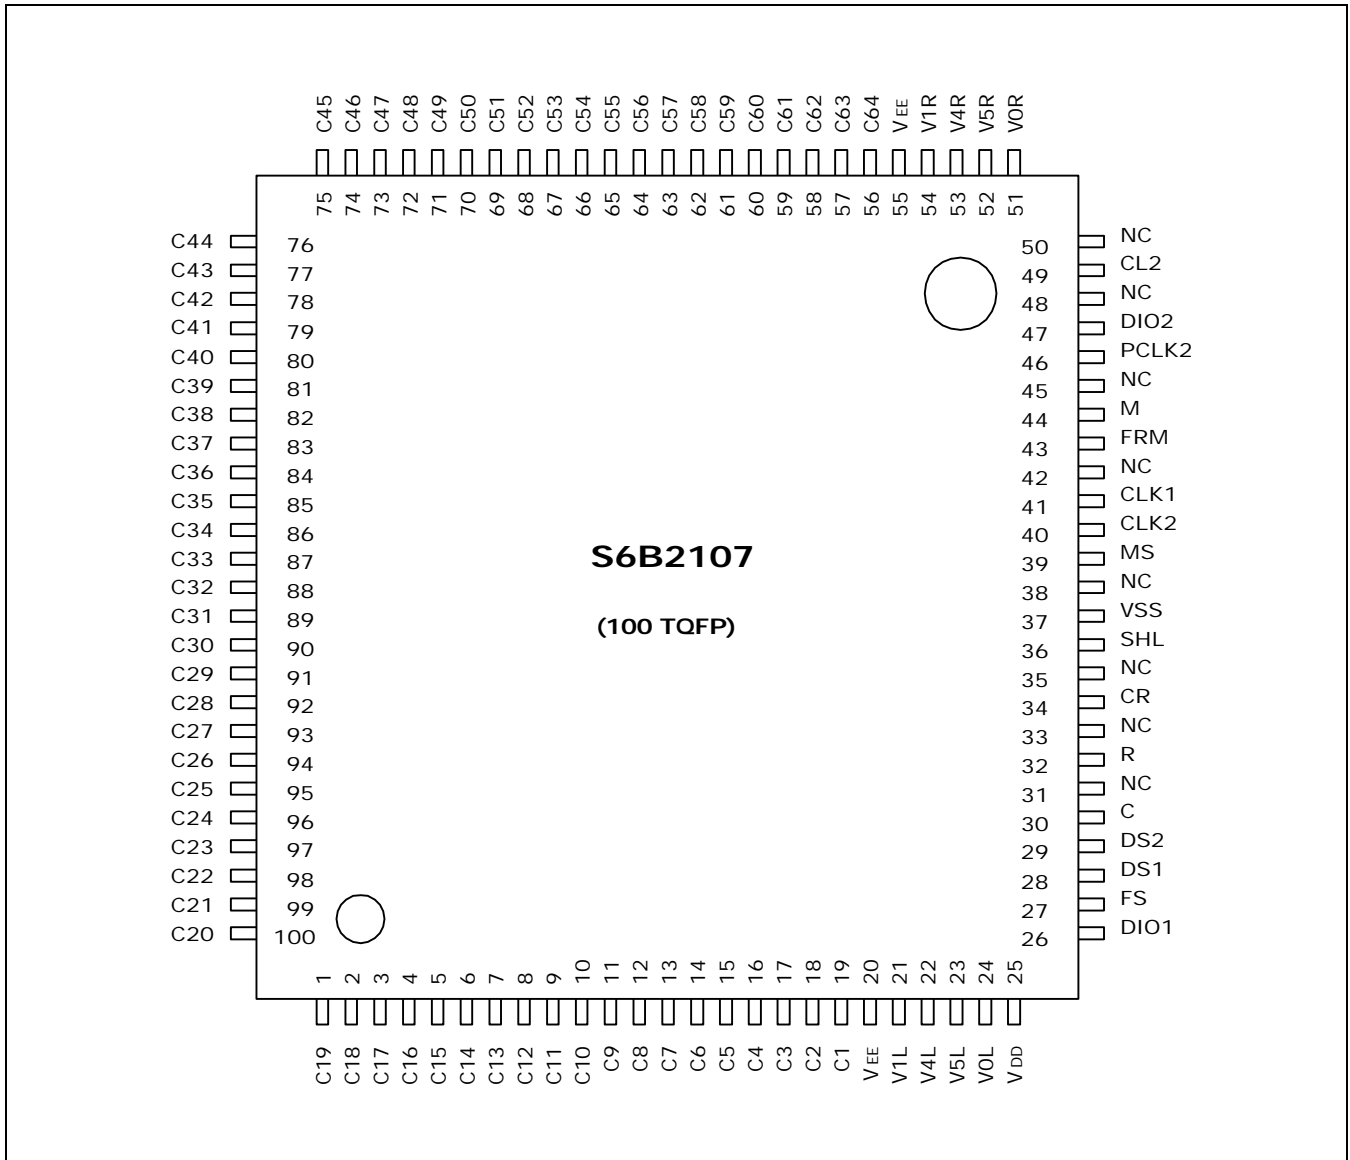 C45 C46 C47 C48 C49 C50 C51 C52 C53 C54 C55 C56 C57 C58 C59 C60 C61 C62 C63 C64 VEE V1R V4R V5R V0R
75 74 73 72 71 70 69 68 67 66 65 64 63 62 61 60 59 58 57 56 55 54 53 52 51
C44 76 50 NC
C43 77 49 CL2
C42 78 48 NC
C41 79 47 DIO2
C40 80 46 PCLK2
C39 81 45 NC
C38 82 44 M
C37 83 43 FRM
C36 84 42 NC
C35 85 41 CLK1
C34 86 40 CLK2
C33 87 39 MS
C32 88 38 NC
C31 89 37 VSS
C30 90 36 SHL
C29 91 35 NC
C28 92 34 CR
C27 93 33 NC
C26 94 32 R
C25 95 31 NC
C24 96 30 C
C23 97 29 DS2
C22 98 28 DS1
C21 99 27 FS
C20 100 26 DIO1
S6B2107
(100 TQFP)
1 2 3 4 5 6 7 8 9 10 11 12 13 14 15 16 17 18 19 20 21 22 23 24 25
C19 C18 C17 C16 C15 C14 C13 C12 C11 C10 C9 C8 C7 C6 C5 C4 C3 C2 C1 VEE V1L V4L V5L V0L VDD